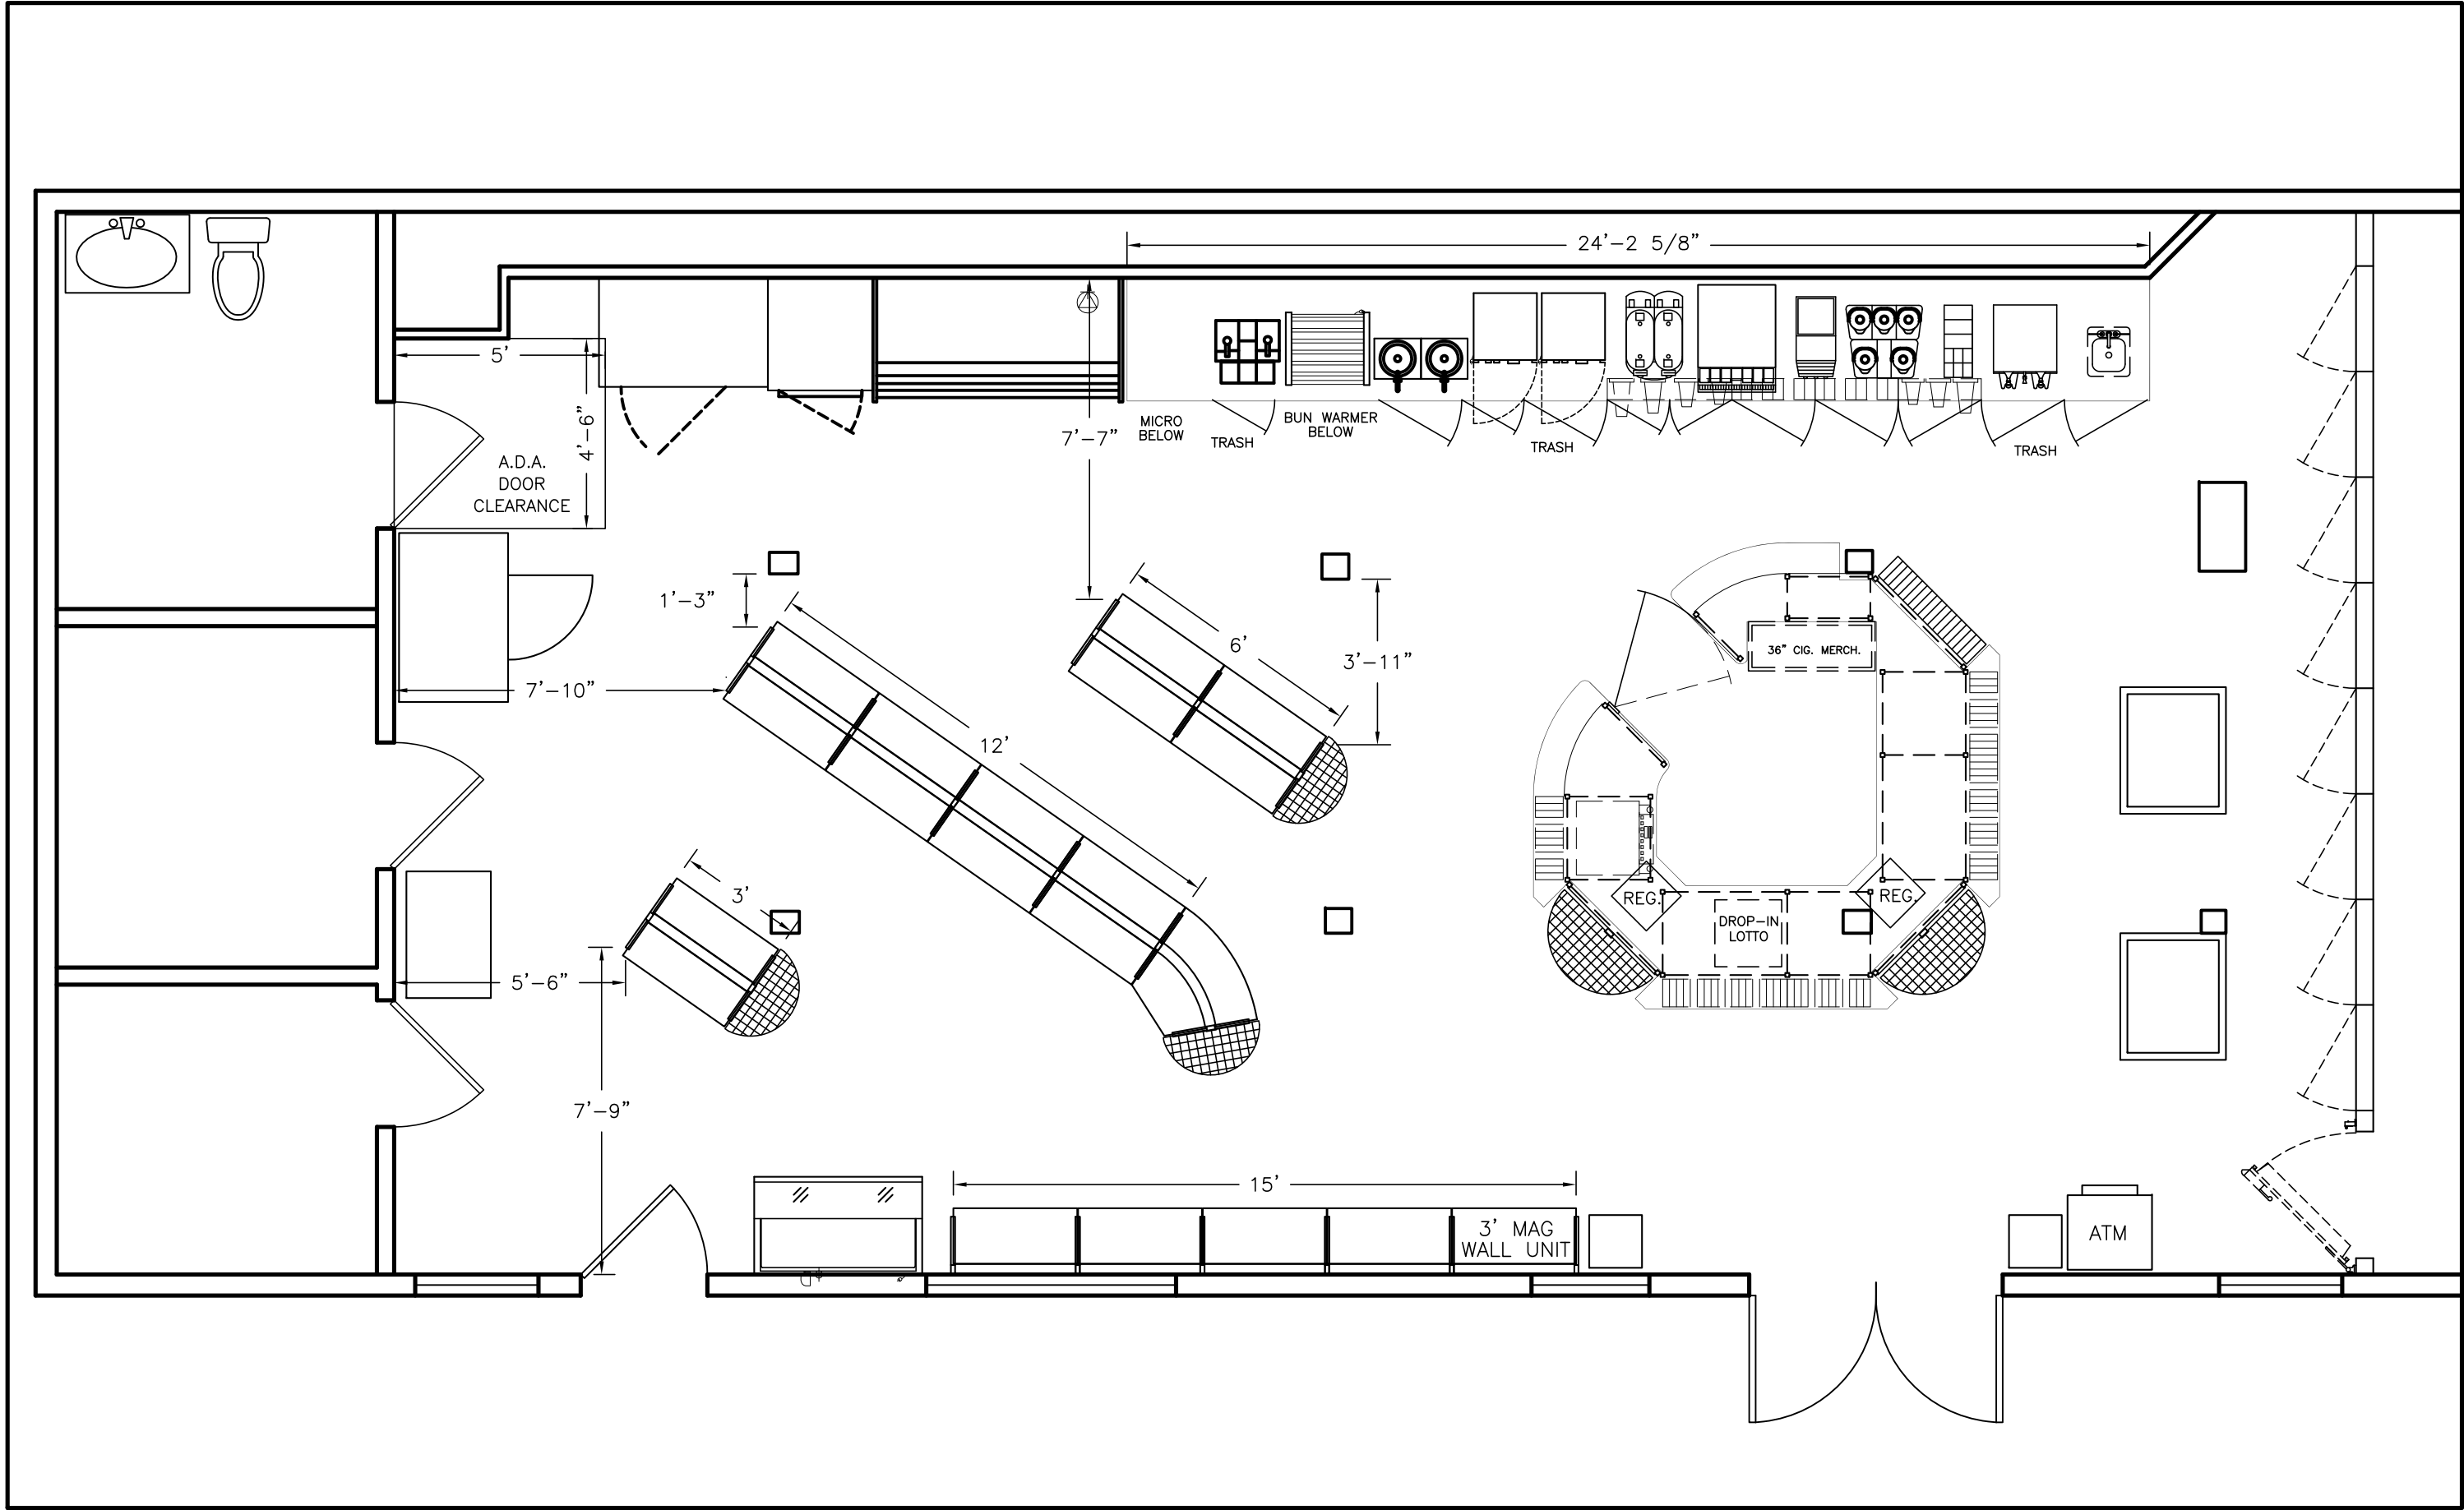 24'-2 5/8"
5'
4'-6"
7'-7"
MICRO
BELOW
TRASH
BUN WARMER
BELOW
TRASH
TRASH
A.D.A.
DOOR
CLEARANCE
1'-3"
6'
3'-11"
36" CIG. MERCH.
7'-10"
12'
3'
REG.
REG.
DROP-IN
LOTTO
5'-6"
7'-9"
15'
3' MAG
WALL UNIT
ATM